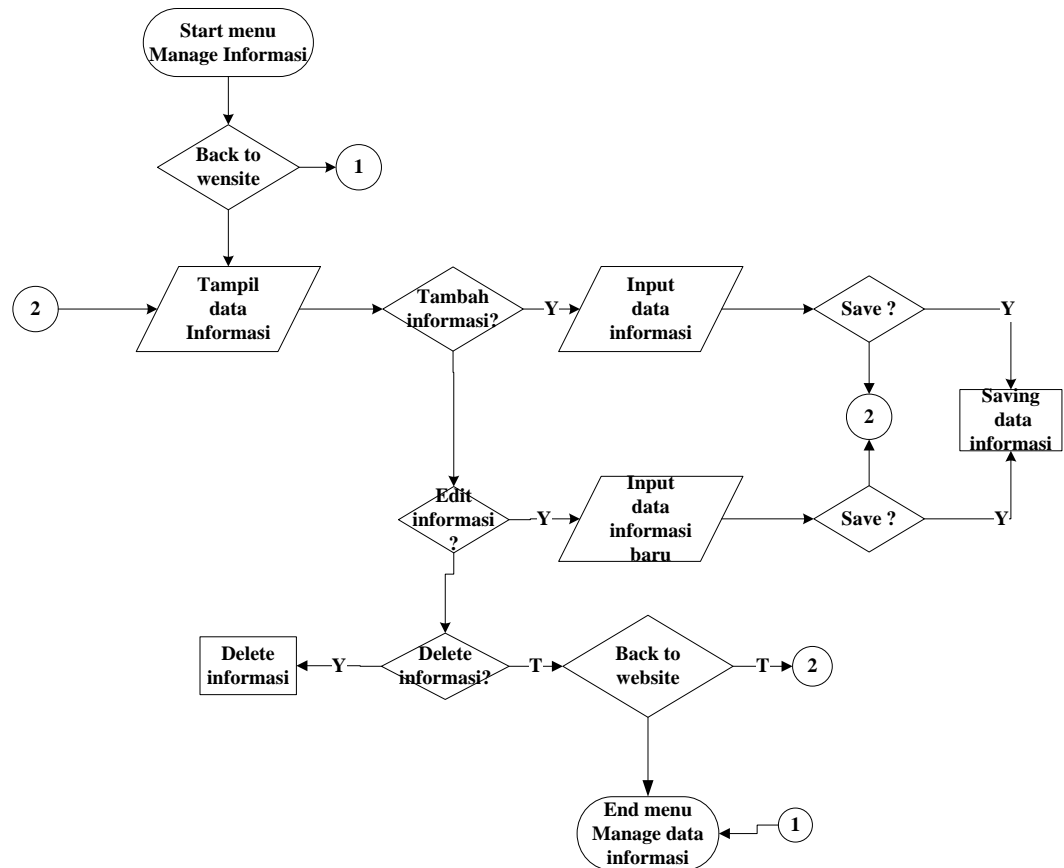 Start menu
Manage Informasi
Back to
wensite
1
2
Tampil
data
Informasi
Tambah
informasi?
Y
Input
data
informasi
Save ?
Y
2
Saving
data
informasi
Edit
informasi
?
Y
Input
data
informasi
baru
Save ?
Y
Delete
informasi
Y
Delete
informasi?
T
Back to
website
T
2
End menu
Manage data
informasi
1